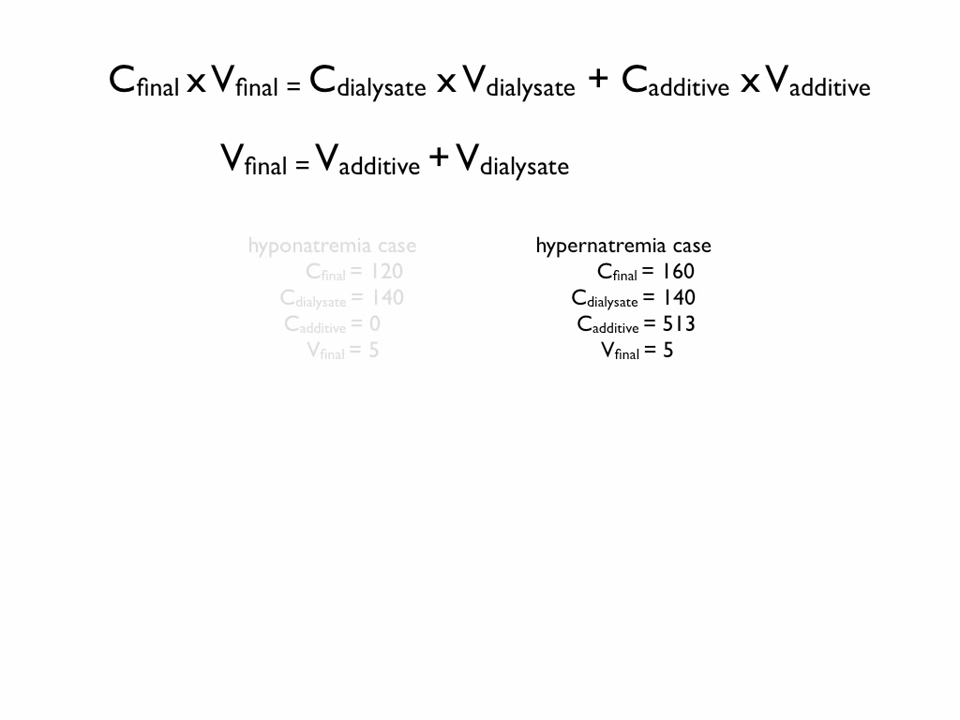 Cfinal x Vfinal = Cdialysate x Vdialysate + Cadditive x Vadditive
Vfinal = Vadditive + Vdialysate
hyponatremia case
Cfinal = 120
Cdialysate = 140
Cadditive = 0
Vfinal = 5
hypernatremia case
Cfinal = 160
Cdialysate = 140
Cadditive = 513
Vfinal = 5